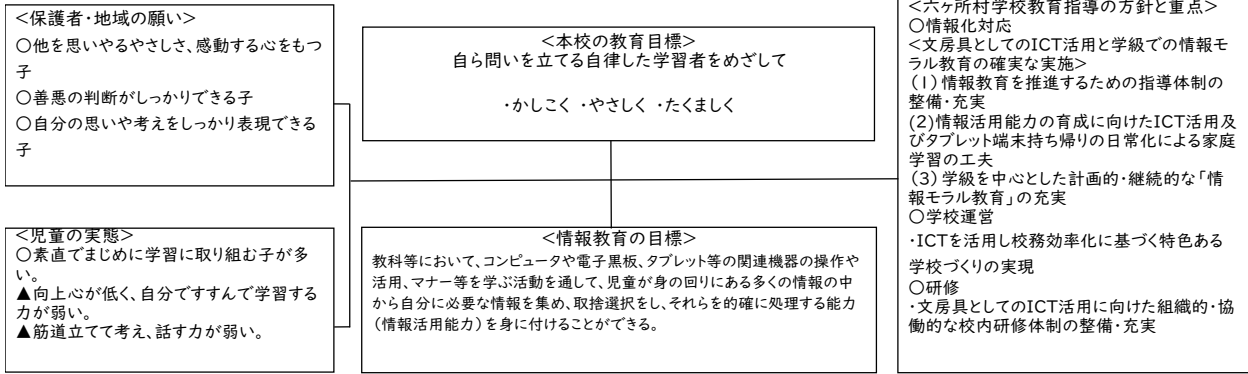 <保護者・地域の願い>
○他を思いやるやさしさ、感動する心をもつ
子
○善悪の判断がしっかりできる子
○自分の思いや考えをしっかり表現できる
子
<児童の実態>
○素直でまじめに学習に取り組む子が多
い。
▲向上心が低く、自分ですすんで学習する
力が弱い。
▲筋道立てて考え、話す力が弱い。
<本校の教育目標>
自ら問いを立てる自律した学習者をめざして
・かしこく ・やさしく ・たくましく
<情報教育の目標>
教科等において、コンピュータや電子黒板、タブレット等の関連機器の操作や
活用、マナー等を学ぶ活動を通して、児童が身の回りにある多くの情報の中
から自分に必要な情報を集め、取捨選択をし、それらを的確に処理する能力
(情報活用能力)を身に付けることができる。
<六ヶ所村学校教育指導の方針と重点>
○情報化対応
<文房具としてのICT活用と学級での情報モ
ラル教育の確実な実施>
(1)情報教育を推進するための指導体制の
整備・充実
(2)情報活用能力の育成に向けたICT活用及
びタブレット端末持ち帰りの日常化による家庭
学習の工夫
(3)学級を中心とした計画的・継続的な「情
報モラル教育」の充実
○学校運営
・ICTを活用し校務効率化に基づく特色ある
学校づくりの実現
○研修
・文房具としてのICT活用に向けた組織的・協
働的な校内研修体制の整備・充実